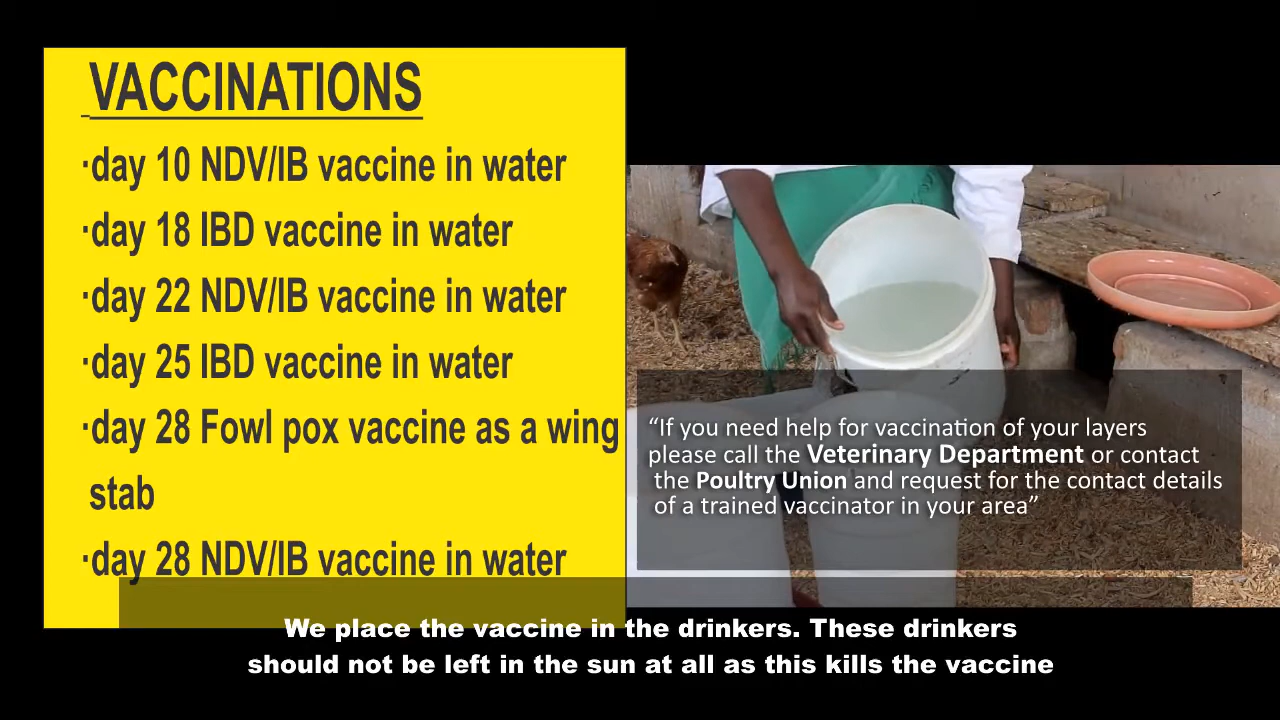 VACCINATIONS
·day 10 NDV/IB vaccine in water
·day 18 IBD vaccine in water
·day 22 NDV/IB vaccine in water
·day 25 IBD vaccine in water
·day 28 Fowl pox vaccine as a wing
stab
·day 28 NDV/IB vaccine in water
“If you need help for vaccination of your layers
please call the Veterinary Department or contact
the Poultry Union and request for the contact details
of a trained vaccinator in your area”
We place the vaccine in the drinkers. These drinkers
should not be left in the sun at all as this kills the vaccine